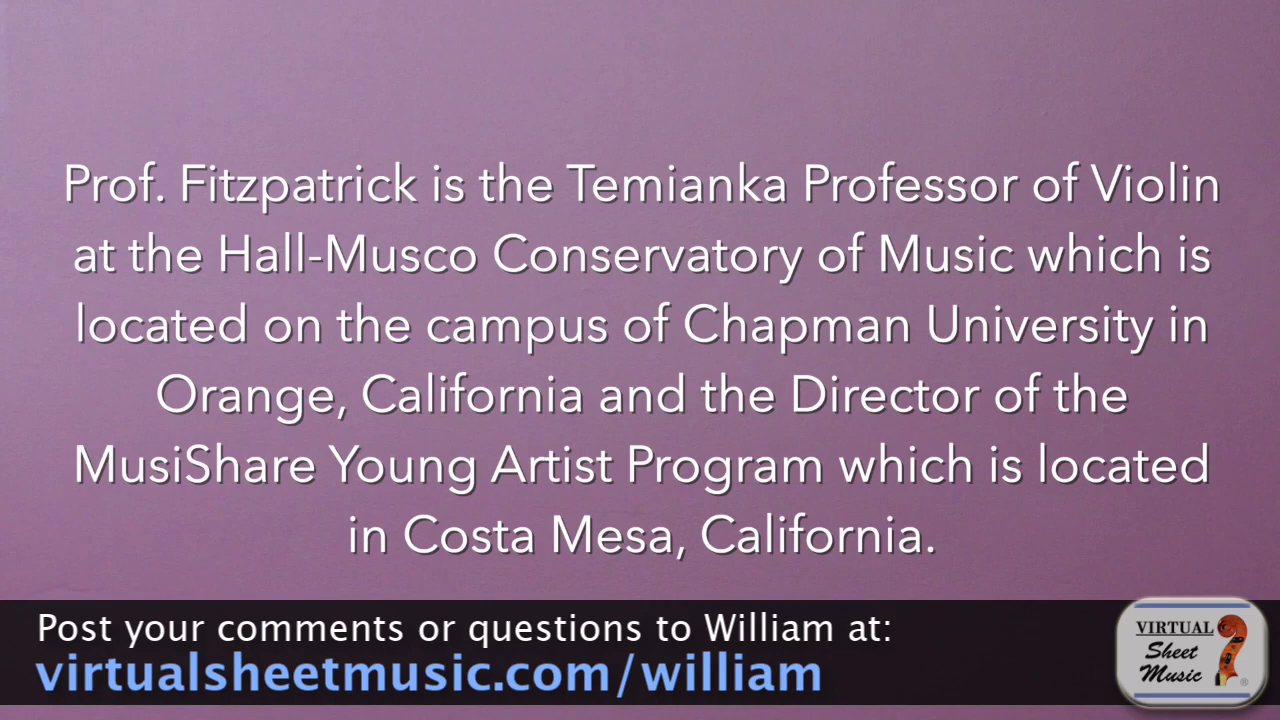 Prof. Fitzpatrick is the Temianka Professor of Violin
at the Hall-Musco Conservatory of Music which is
located on the campus of Chapman University in
Orange, California and the Director of the
MusiShare Young Artist Program which is located
in Costa Mesa, California.
Post your comments or questions to William at:
virtualsheetmusic.com/william
VIRTUAL
Sheet
Music
®